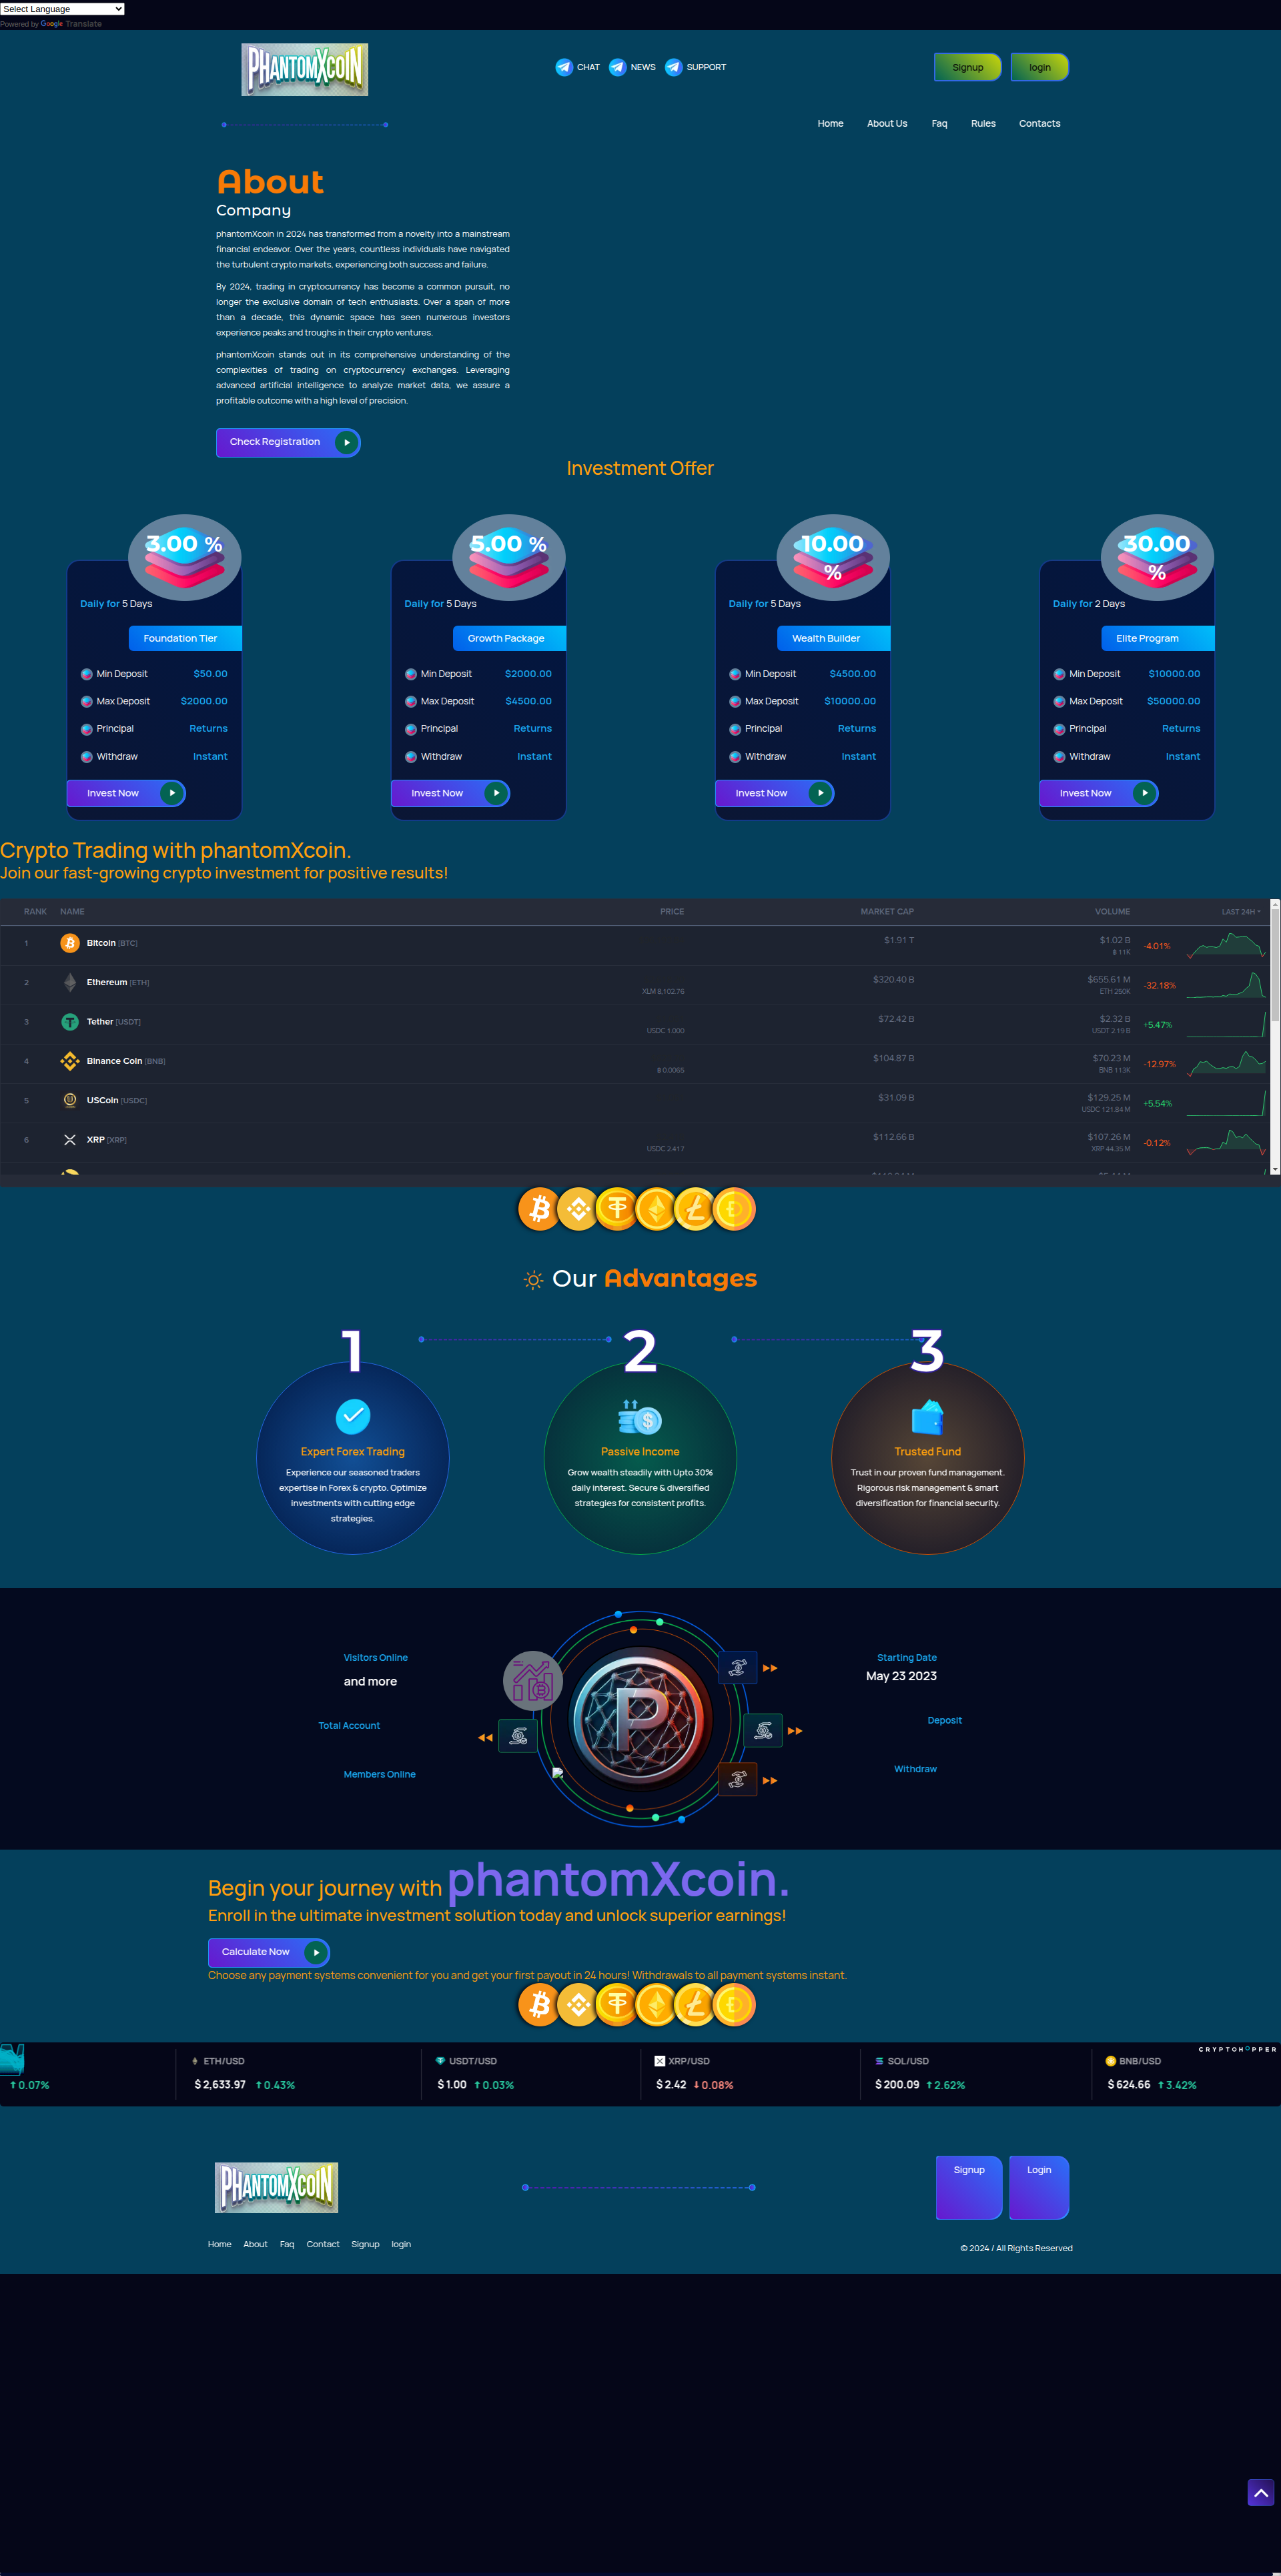 Select Language
Powered by Google Translate
PHANTOMXCOIN
CHAT
NEWS
SUPPORT
Signup
login
Home
About Us
Faq
Rules
Contacts
About
Company
phantomXcoin in 2024 has transformed from a novelty into a mainstream
financial endeavor. Over the years, countless individuals have navigated
the turbulent crypto markets, experiencing both success and failure.
By 2024, trading in cryptocurrency has become a common pursuit, no
longer the exclusive domain of tech enthusiasts. Over a span of more
than a decade, this dynamic space has seen numerous investors
experience peaks and troughs in their crypto ventures.
phantomXcoin stands out in its comprehensive understanding of the
complexities of trading on cryptocurrency exchanges. Leveraging
advanced artificial intelligence to analyze market data, we assure a
profitable outcome with a high level of precision.
Check Registration
Investment Offer
3.00 %
Daily for 5 Days
Foundation Tier
Min Deposit $50.00
Max Deposit $2000.00
Principal Returns
Withdraw Instant
Invest Now
5.00 %
Daily for 5 Days
Growth Package
Min Deposit $2000.00
Max Deposit $4500.00
Principal Returns
Withdraw Instant
Invest Now
10.00
%
Daily for 5 Days
Wealth Builder
Min Deposit $4500.00
Max Deposit $10000.00
Principal Returns
Withdraw Instant
Invest Now
30.00
%
Daily for 2 Days
Elite Program
Min Deposit $10000.00
Max Deposit $50000.00
Principal Returns
Withdraw Instant
Invest Now
Crypto Trading with phantomXcoin.
Join our fast-growing crypto investment for positive results!
RANK NAME PRICE MARKET CAP VOLUME LAST 24H
1 Bitcoin [BTC] $1.91 T $1.02 B -4.01%
฿ 11K
2 Ethereum [ETH] $320.40 B $655.61 M -32.18%
XLM 8,102.76 ETH 250K
3 Tether [USDT] $72.42 B $2.32 B +5.47%
USDC 1.000 USDT 2.19 B
4 Binance Coin [BNB] $104.87 B $70.23 M -12.97%
฿ 0.0065 BNB 113K
5 USCoin [USDC] $31.09 B $129.25 M +5.54%
USDC 121.84 M
6 XRP [XRP] $112.66 B $107.26 M -0.12%
USDC 2.417 XRP 44.35 M
Our Advantages
1
Expert Forex Trading
Experience our seasoned traders
expertise in Forex & crypto. Optimize
investments with cutting edge
strategies.
2
Passive Income
Grow wealth steadily with Upto 30%
daily interest. Secure & diversified
strategies for consistent profits.
3
Trusted Fund
Trust in our proven fund management.
Rigorous risk management & smart
diversification for financial security.
Visitors Online
and more
Total Account
Members Online
P
Starting Date
May 23 2023
Deposit
Withdraw
Begin your journey with phantomXcoin.
Enroll in the ultimate investment solution today and unlock superior earnings!
Calculate Now
Choose any payment systems convenient for you and get your first payout in 24 hours! Withdrawals to all payment systems instant.
CRYPTOHOPPER
0.07%
ETH/USD
$ 2,633.97 0.43%
USDT/USD
$ 1.00 0.03%
XRP/USD
$ 2.42 0.08%
SOL/USD
$ 200.09 2.62%
BNB/USD
$ 624.66 3.42%
PHANTOMXCOIN
Signup
Login
Home
About
Faq
Contact
Signup
login
© 2024 / All Rights Reserved